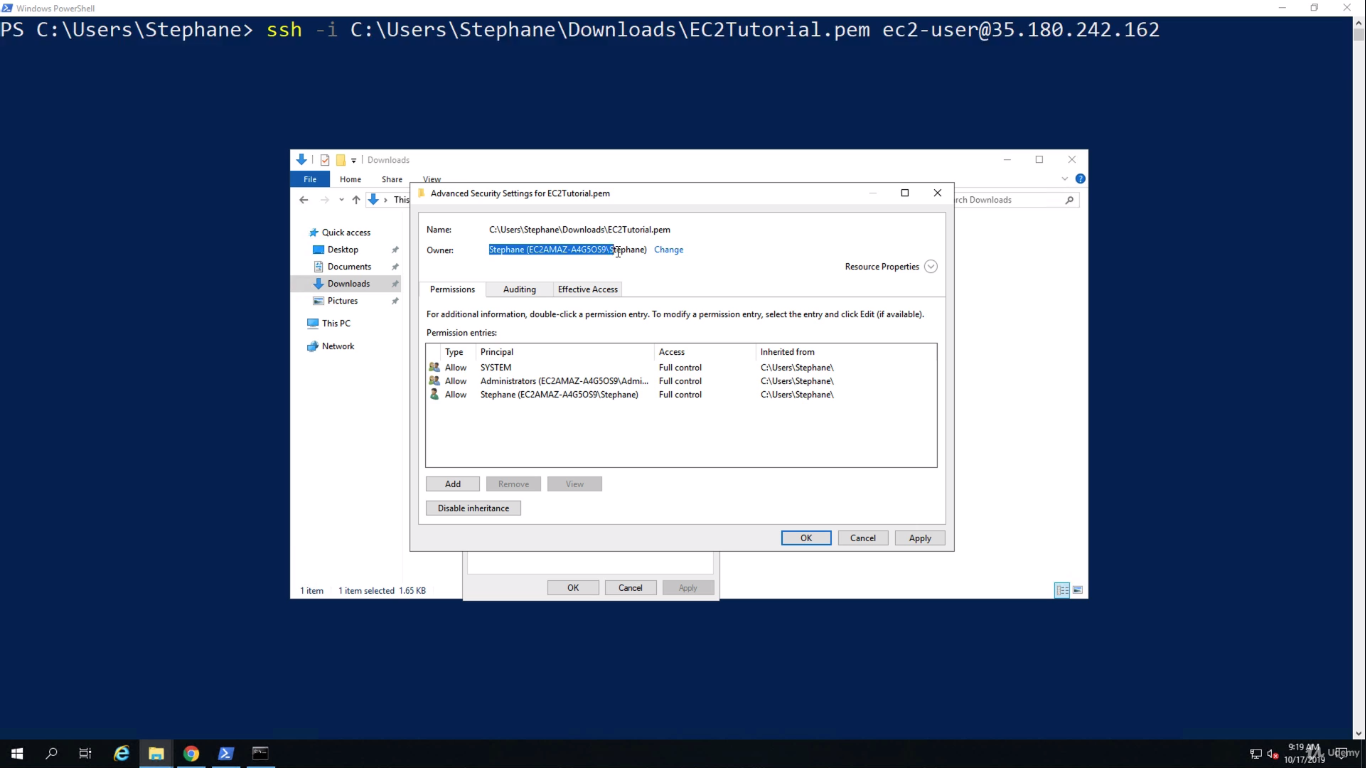 Windows PowerShell
PS C:\Users\Stephane> ssh -i C:\Users\Stephane\Downloads\EC2Tutorial.pem ec2-user@35.180.242.162
Downloads
File Home Share View
This
Search Downloads
Advanced Security Settings for EC2Tutorial.pem
Name: C:\Users\Stephane\Downloads\EC2Tutorial.pem
Owner: Stephane (EC2AMAZ-A4G5OS9\Stephane) Change
Resource Properties
Quick access
Desktop
Documents
Downloads
Pictures
This PC
Network
Permissions Auditing Effective Access
For additional information, double-click a permission entry. To modify a permission entry, select the entry and click Edit (if available).
Permission entries:
Type Principal Access Inherited from
Allow SYSTEM Full control C:\Users\Stephane\
Allow Administrators (EC2AMAZ-A4G5OS9\Admi... Full control C:\Users\Stephane\
Allow Stephane (EC2AMAZ-A4G5OS9\Stephane) Full control C:\Users\Stephane\
Add Remove View
Disable inheritance
OK Cancel Apply
OK Cancel Apply
1 item 1 item selected 1.65 KB
9:19 AM
10/17/2019
Udemy